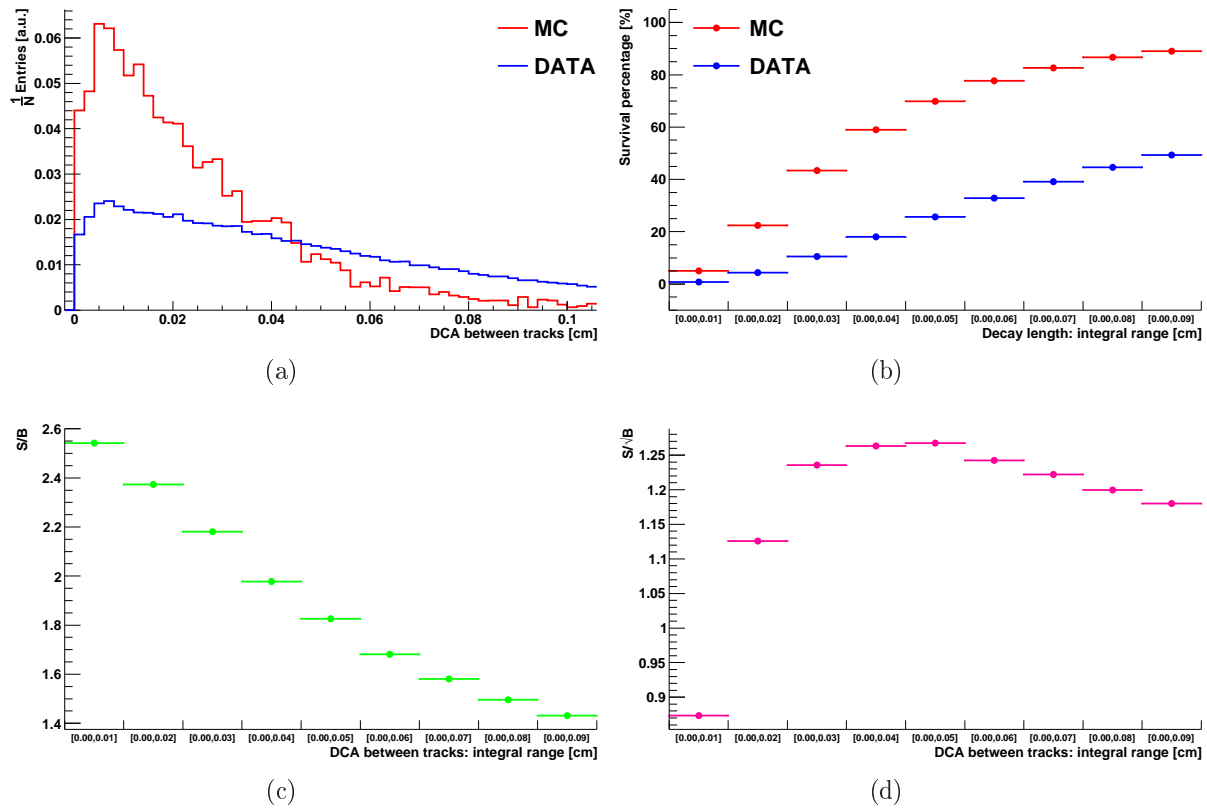 1/N Entries [a.u.]
0.06
0.05
0.04
0.03
0.02
0.01
0
MC
DATA
0 0.02 0.04 0.06 0.08 0.1
DCA between tracks [cm]
(a)
Survival percentage [%]
100
80
60
40
20
0
MC
DATA
[0.00,0.01] [0.00,0.02] [0.00,0.03] [0.00,0.04] [0.00,0.05] [0.00,0.06] [0.00,0.07] [0.00,0.08] [0.00,0.09]
Decay length: integral range [cm]
(b)
S/B
2.6
2.4
2.2
2
1.8
1.6
1.4
[0.00,0.01] [0.00,0.02] [0.00,0.03] [0.00,0.04] [0.00,0.05] [0.00,0.06] [0.00,0.07] [0.00,0.08] [0.00,0.09]
DCA between tracks: integral range [cm]
(c)
S/√B
1.25
1.2
1.15
1.1
1.05
1
0.95
0.9
[0.00,0.01] [0.00,0.02] [0.00,0.03] [0.00,0.04] [0.00,0.05] [0.00,0.06] [0.00,0.07] [0.00,0.08] [0.00,0.09]
DCA between tracks: integral range [cm]
(d)